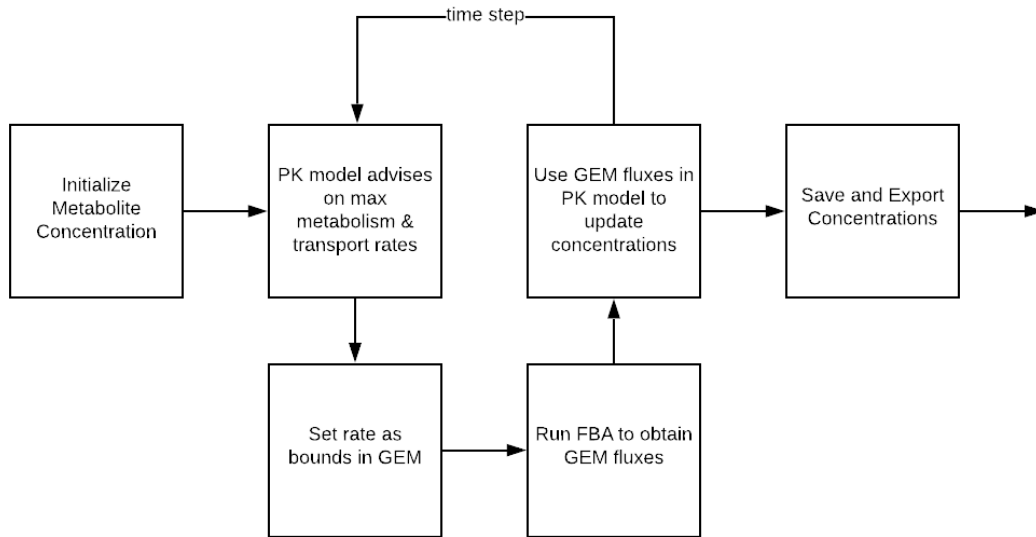 time step
Initialize
Metabolite
Concentration
PK model advises
on max
metabolism &
transport rates
Use GEM fluxes in
PK model to
update
concentrations
Save and Export
Concentrations
Set rate as
bounds in GEM
Run FBA to obtain
GEM fluxes